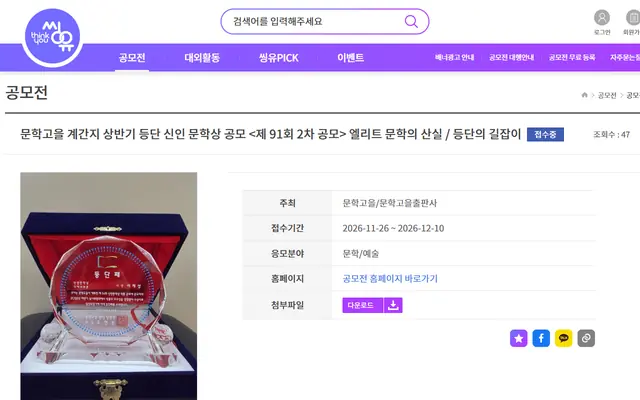 씽유
think
you
검색어를 입력해주세요
로그인
회원가
공모전
대외활동
씽유PICK
이벤트
배너광고 안내
공모전 대행안내
공모전 무료 등록
자주묻는질
공모전
공모전
공모
문학고을 계간지 상반기 등단 신인 문학상 공모 <제 91회 2차 공모> 엘리트 문학의 산실 / 등단의 길잡이
접수중
조회수 : 47
주최
문학고을/문학고을출판사
접수기간
2026-11-26 ~ 2026-12-10
응모분야
문학/예술
홈페이지
공모전 홈페이지 바로가기
첨부파일
다운로드
등단패